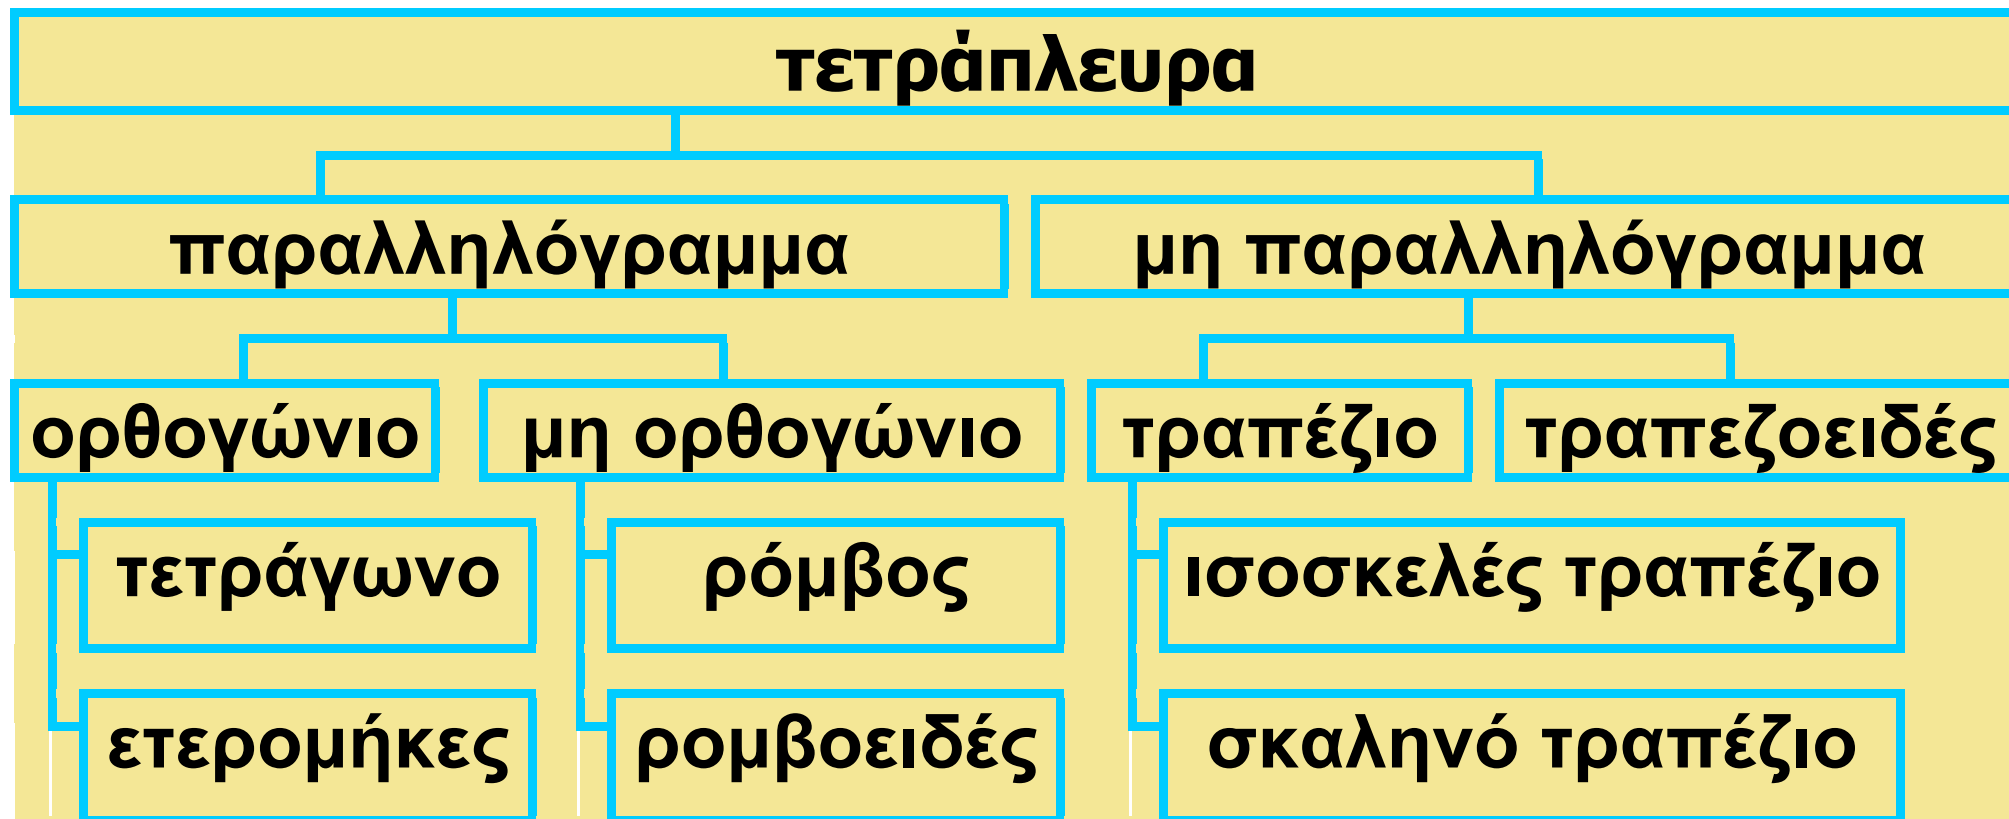 τετράπλευρα
παραλληλόγραμμα μη παραλληλόγραμμα
ορθογώνιο μη ορθογώνιο τραπέζιο τραπεζοειδές
τετράγωνο ρόμβος ισοσκελές τραπέζιο
ετερομήκες ρομβοειδές σκαληνό τραπέζιο